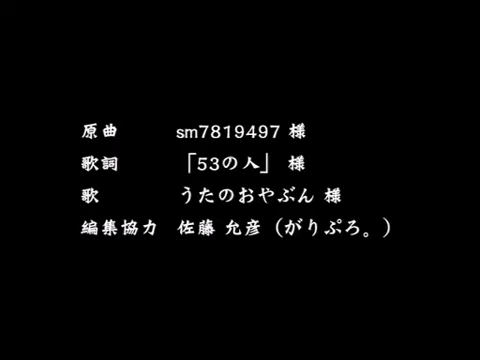 原曲 sm7819497 様
歌詞 「53の人」 様
歌 うたのおやぶん 様
編集協力 佐藤 允彦（がりぷろ。）